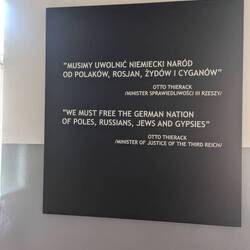 "MUSIMY UWOLNIĆ NIEMIECKI NARÓD
OD POLAKÓW, ROSJAN, ŻYDÓW I CYGANÓW"
OTTO THIERACK
/MINISTER SPRAWIEDLIWOŚCI III RZESZY/
"WE MUST FREE THE GERMAN NATION
OF POLES, RUSSIANS, JEWS AND GYPSIES"
OTTO THIERACK
/MINISTER OF JUSTICE OF THE THIRD REICH/